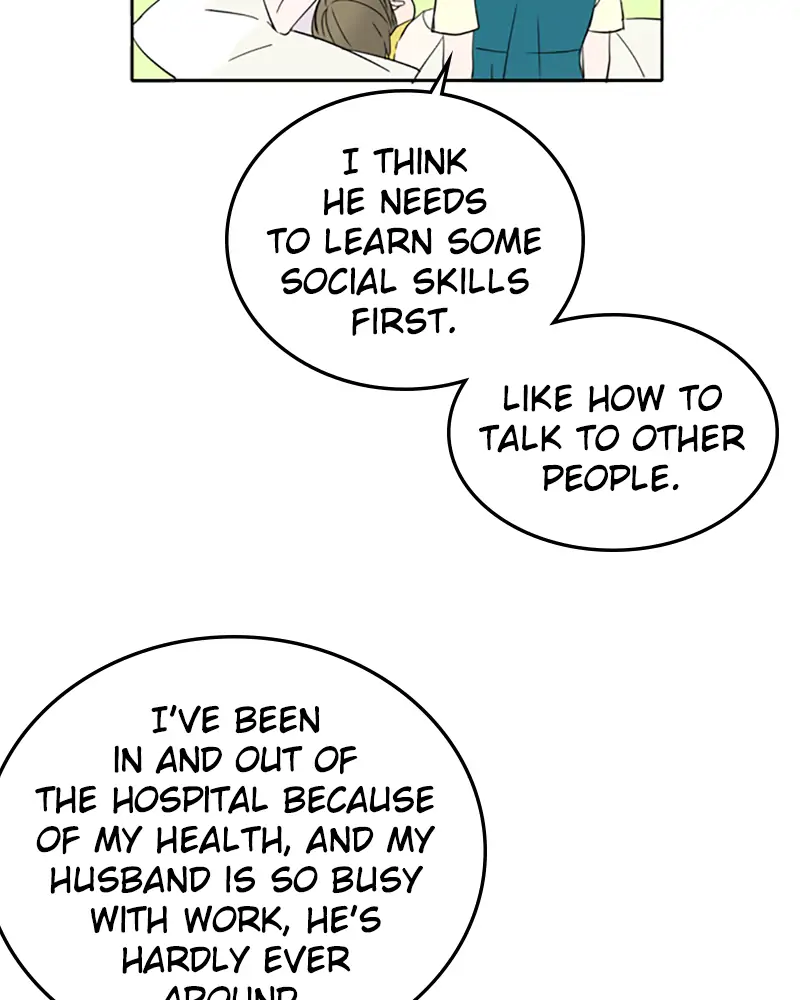 I THINK
HE NEEDS
TO LEARN SOME
SOCIAL SKILLS
FIRST.
LIKE HOW TO
TALK TO OTHER
PEOPLE.
I'VE BEEN
IN AND OUT OF
THE HOSPITAL BECAUSE
OF MY HEALTH, AND MY
HUSBAND IS SO BUSY
WITH WORK, HE'S
HARDLY EVER
AROUND